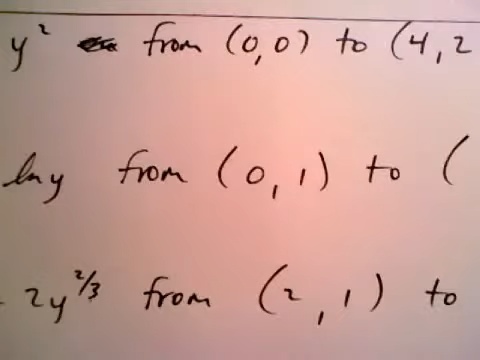 y² from (0,0) to (4,2
ln y from (0,1) to (
2y^2/3 from (2,1) to